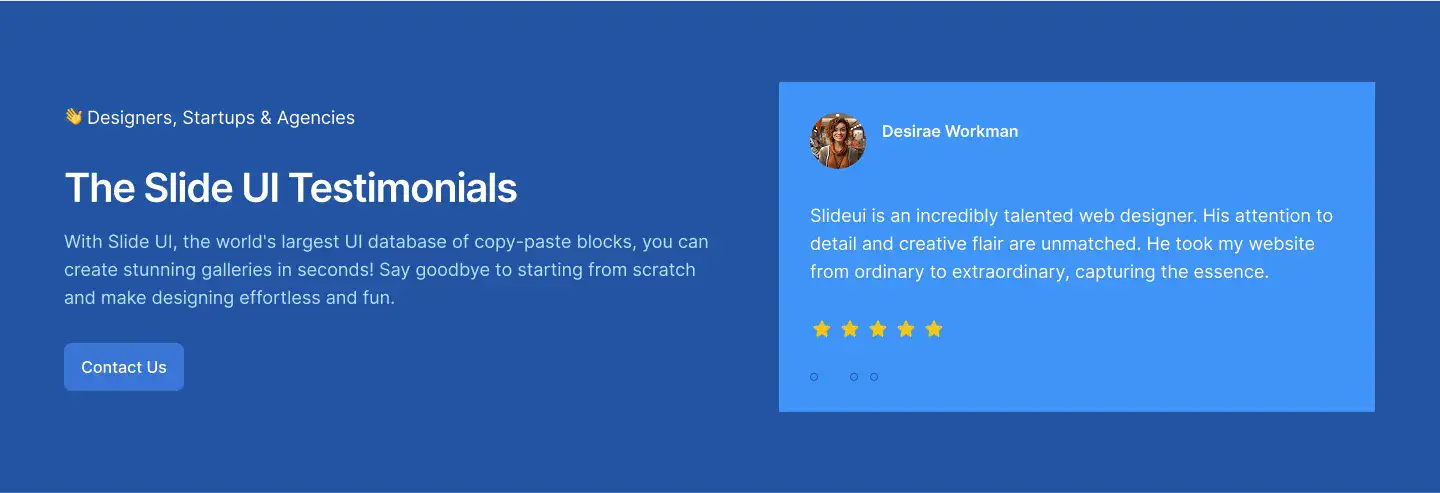 👋 Designers, Startups & Agencies
The Slide UI Testimonials
With Slide UI, the world's largest UI database of copy-paste blocks, you can
create stunning galleries in seconds! Say goodbye to starting from scratch
and make designing effortless and fun.
Contact Us
Desirae Workman
Slideui is an incredibly talented web designer. His attention to
detail and creative flair are unmatched. He took my website
from ordinary to extraordinary, capturing the essence.